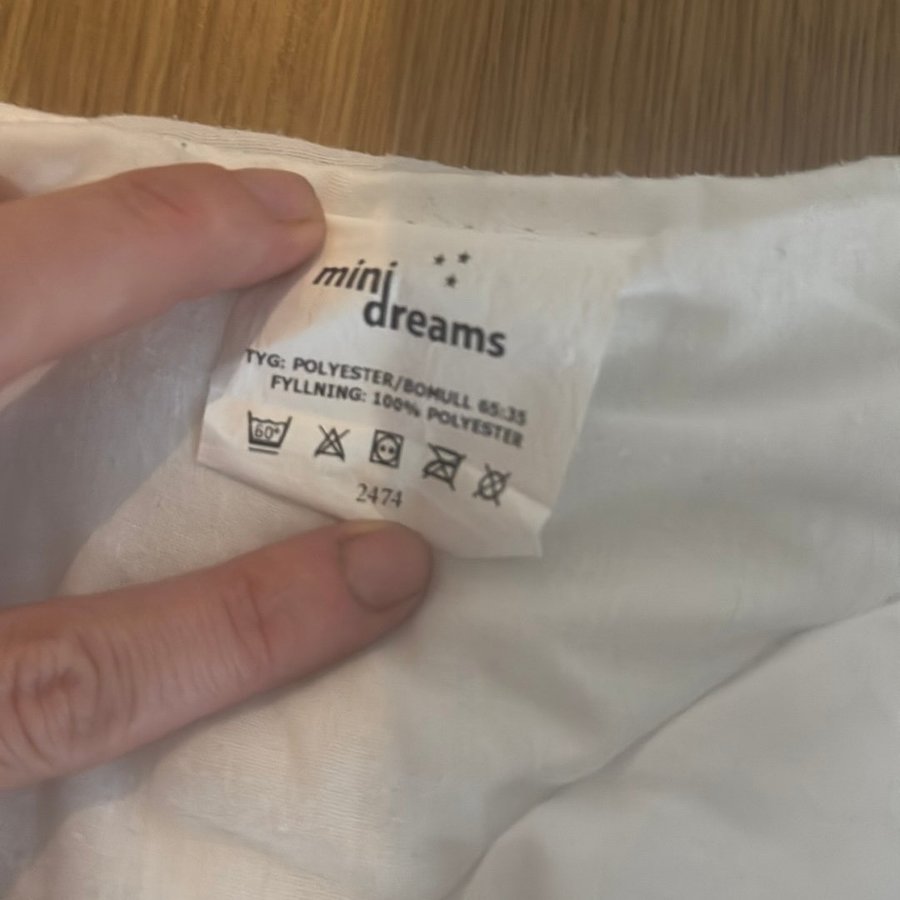 mini
dreams
TYG: POLYESTER/BOMULL 65:35
FYLLNING: 100% POLYESTER
60°
2474